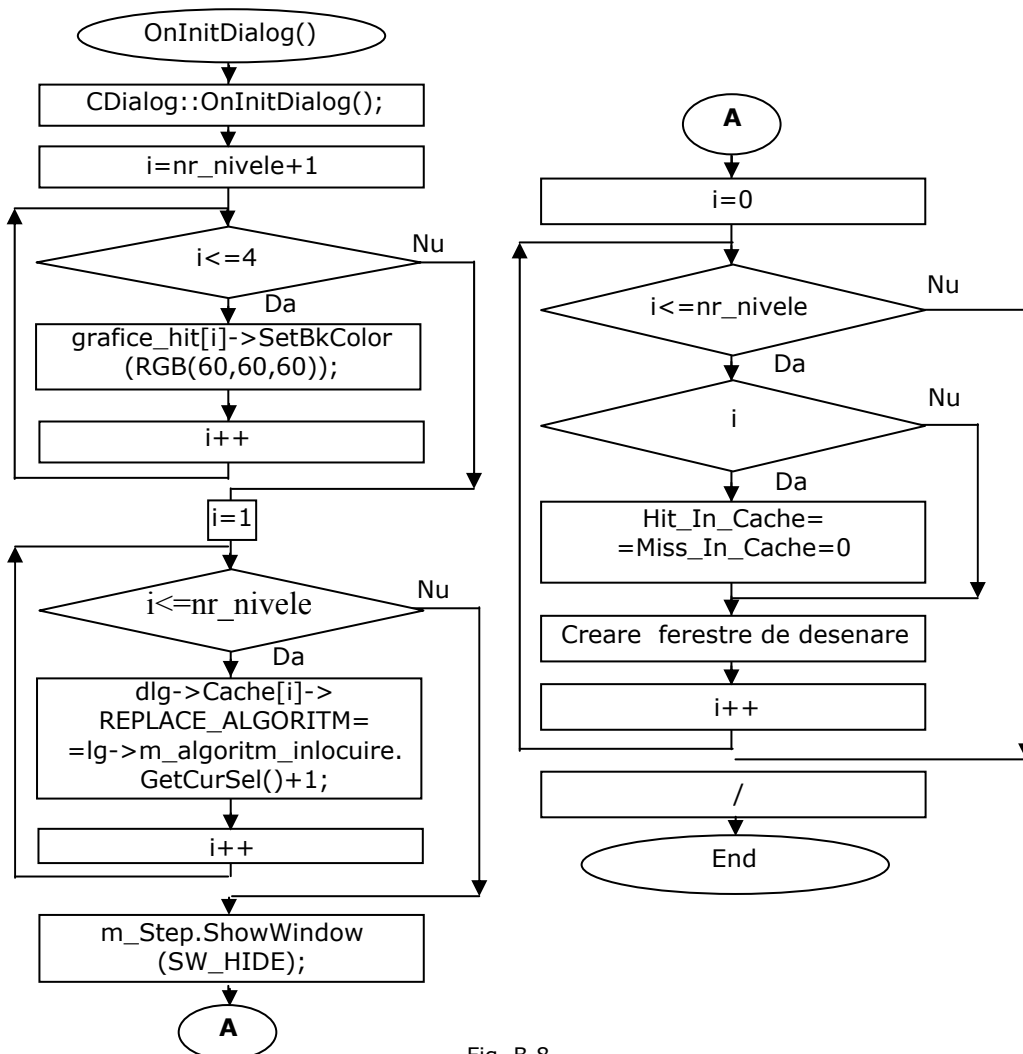 OnInitDialog()
CDialog::OnInitDialog();
i=nr_nivele+1
i<=4
Nu
Da
grafice_hit[i]->SetBkColor
(RGB(60,60,60));
i++
i=1
i<=nr_nivele
Nu
Da
dlg->Cache[i]->
REPLACE_ALGORITM=
=lg->m_algoritm_inlocuire.
GetCurSel()+1;
i++
m_Step.ShowWindow
(SW_HIDE);
A
A
i=0
i<=nr_nivele
Nu
Da
i
Nu
Da
Hit_In_Cache=
=Miss_In_Cache=0
Creare ferestre de desenare
i++
/
End
Fig. B.8